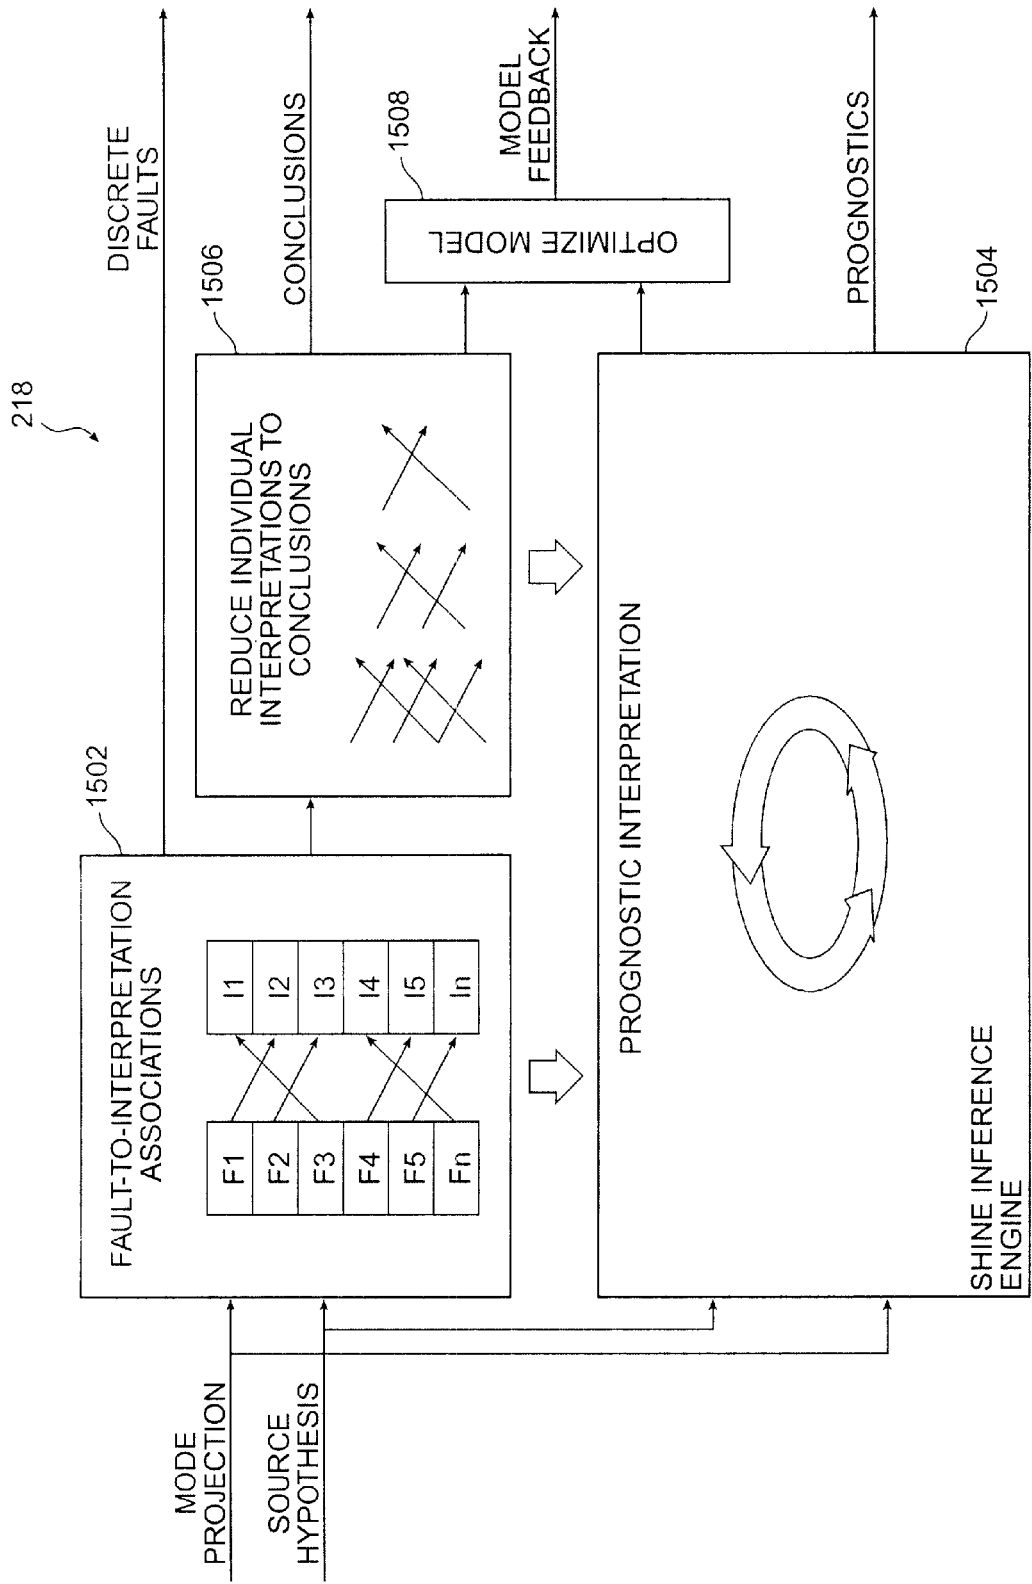 218
MODE
PROJECTION
SOURCE
HYPOTHESIS
1502
FAULT-TO-INTERPRETATION
ASSOCIATIONS
F1
F2
F3
F4
F5
Fn
I1
I2
I3
I4
I5
In
1506
REDUCE INDIVIDUAL
INTERPRETATIONS TO
CONCLUSIONS
DISCRETE
FAULTS
CONCLUSIONS
1508
OPTIMIZE MODEL
MODEL
FEEDBACK
PROGNOSTIC INTERPRETATION
SHINE INFERENCE
ENGINE
1504
PROGNOSTICS